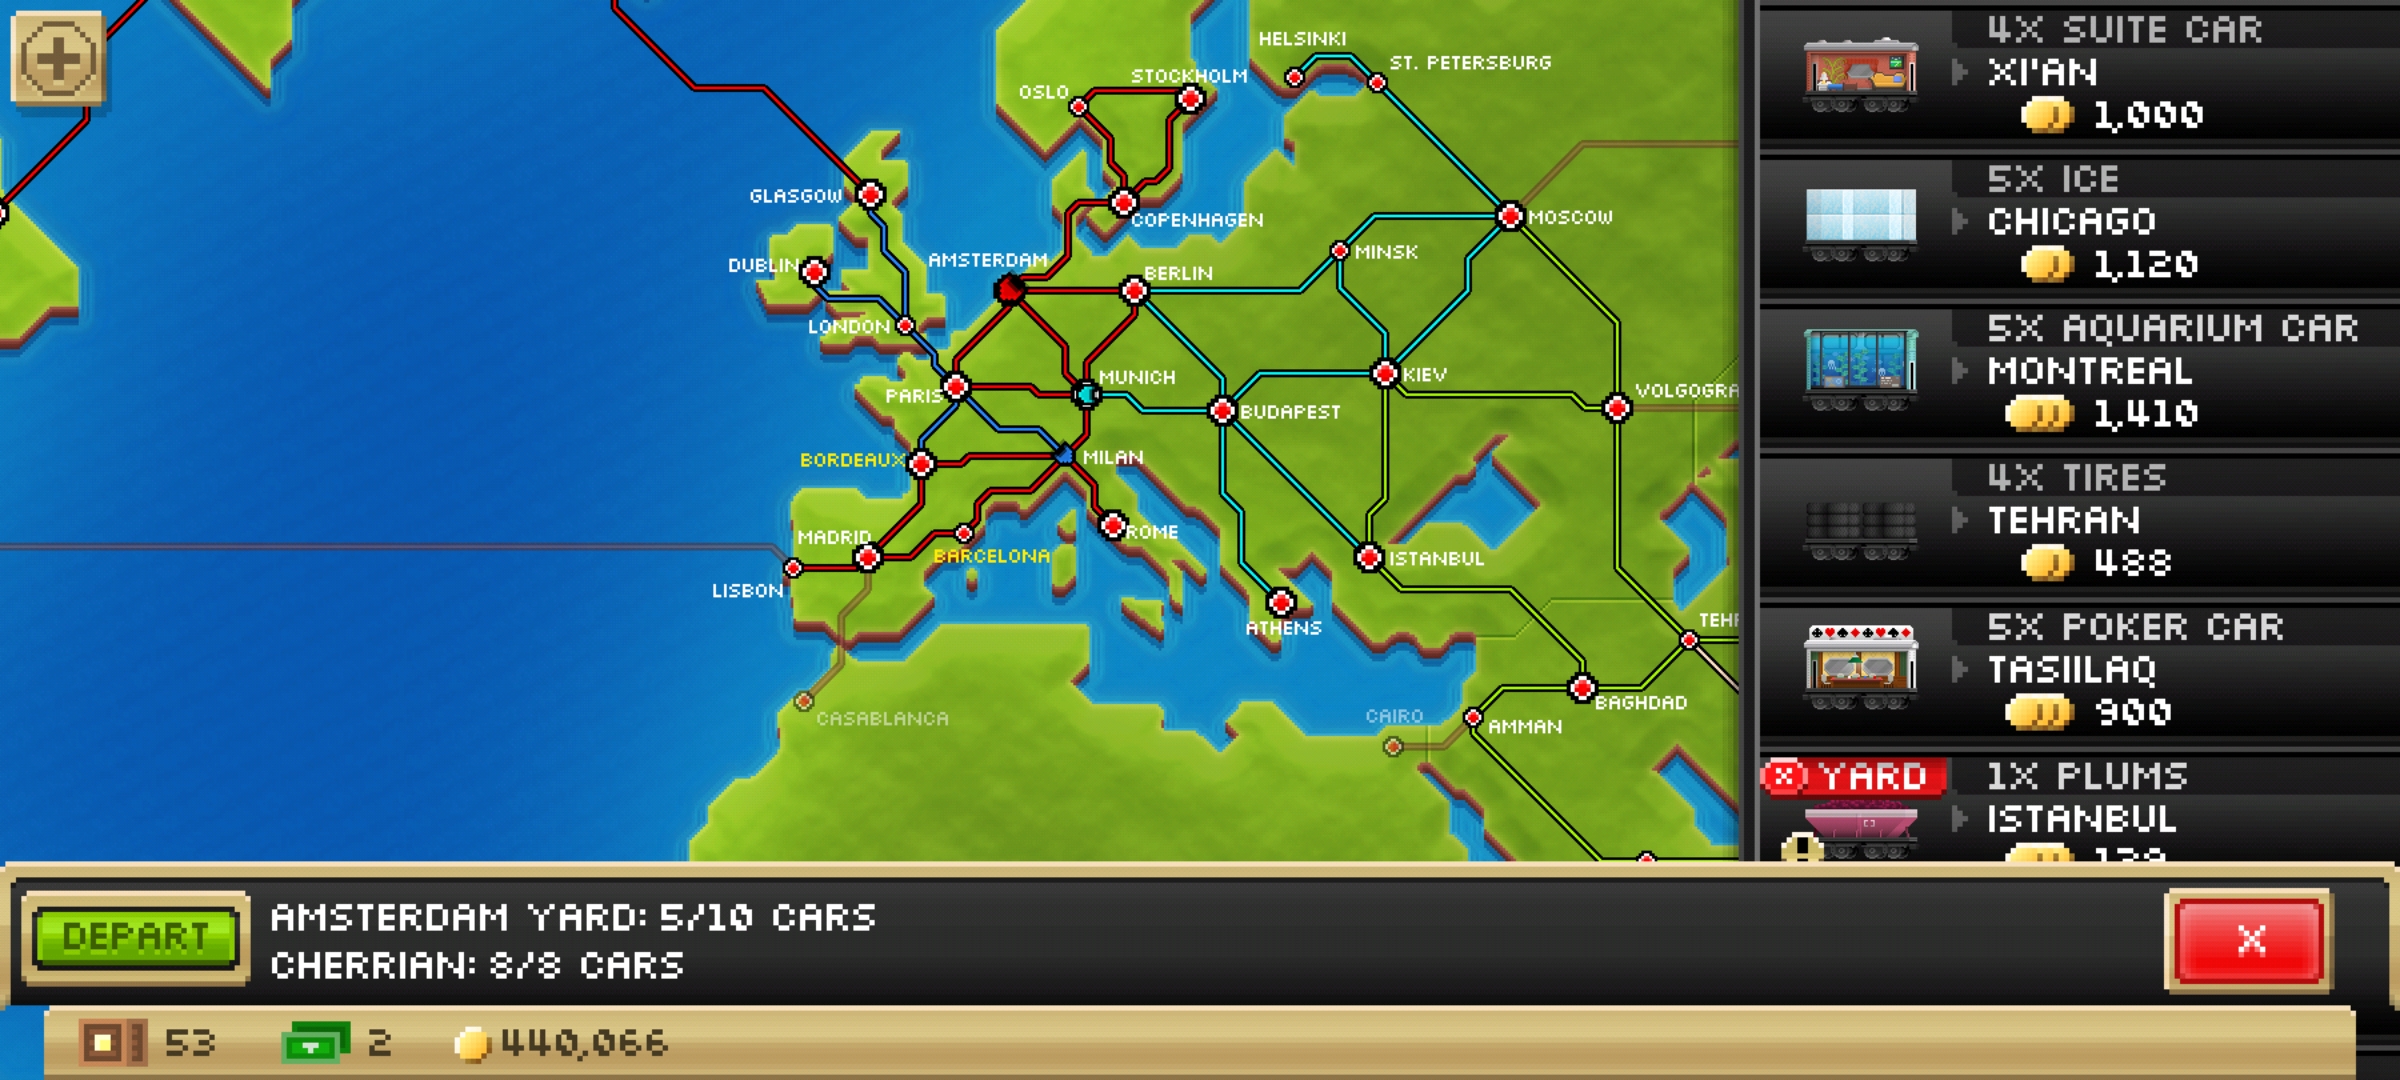 HELSINKI
ST. PETERSBURG
STOCKHOLM
OSLO
GLASGOW
COPENHAGEN
MOSCOW
MINSK
DUBLIN
AMSTERDAM
BERLIN
LONDON
MUNICH
KIEV
PARIS
VOLGOGRA
BUDAPEST
BORDEAUX
MILAN
MADRID
ROME
BARCELONA
ISTANBUL
LISBON
ATHENS
TEHR
CASABLANCA
CAIRO
BAGHDAD
AMMAN
4X SUITE CAR
XI'AN
1,000
5X ICE
CHICAGO
1,120
5X AQUARIUM CAR
MONTREAL
1,410
4X TIRES
TEHRAN
488
5X POKER CAR
TASIILAQ
900
X YARD
1X PLUMS
ISTANBUL
DEPART
AMSTERDAM YARD: 5/10 CARS
CHERRIAN: 8/8 CARS
X
53
2
440,066